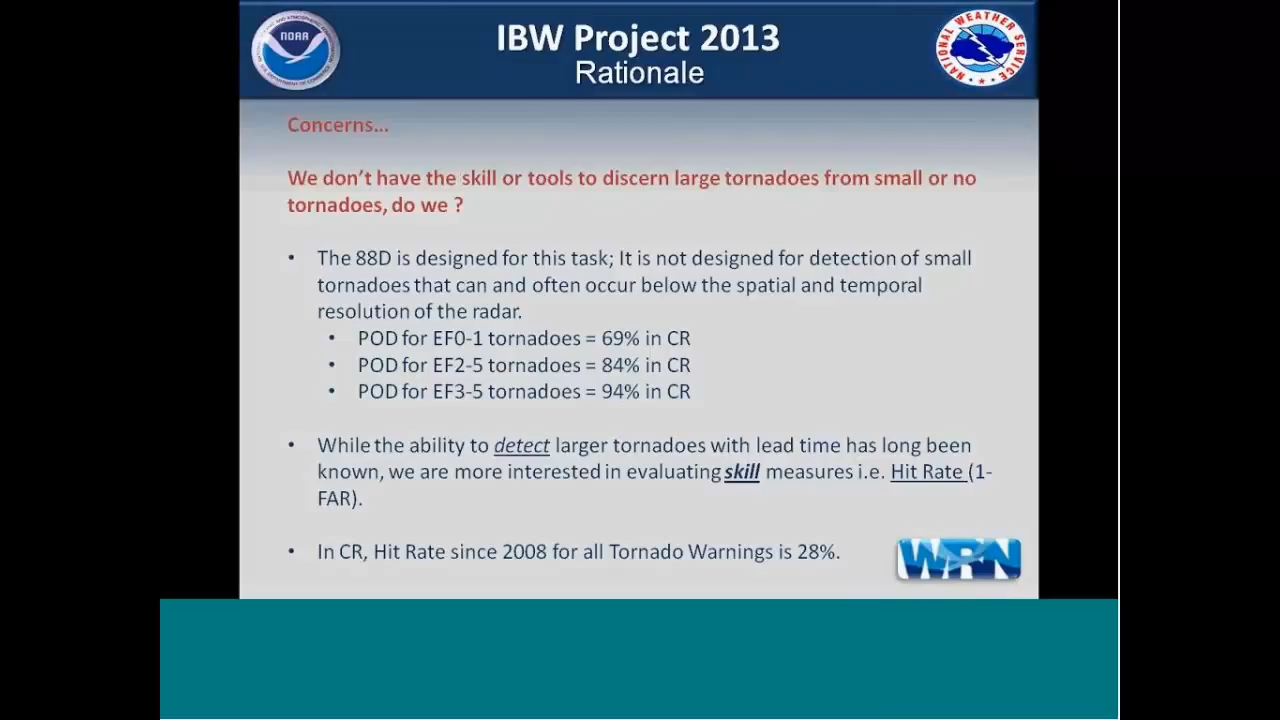 NOAA
IBW Project 2013
Rationale
NATIONAL WEATHER SERVICE
Concerns...
We don't have the skill or tools to discern large tornadoes from small or no
tornadoes, do we ?
• The 88D is designed for this task; It is not designed for detection of small
tornadoes that can and often occur below the spatial and temporal
resolution of the radar.
• POD for EF0-1 tornadoes = 69% in CR
• POD for EF2-5 tornadoes = 84% in CR
• POD for EF3-5 tornadoes = 94% in CR
• While the ability to detect larger tornadoes with lead time has long been
known, we are more interested in evaluating skill measures i.e. Hit Rate (1-
FAR).
• In CR, Hit Rate since 2008 for all Tornado Warnings is 28%.
WRN